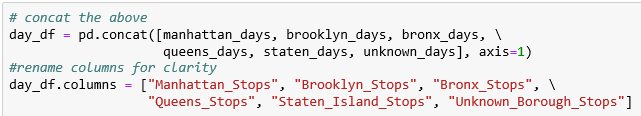 # concat the above
day_df = pd.concat([manhattan_days, brooklyn_days, bronx_days, \
                    queens_days, staten_days, unknown_days], axis=1)
#rename columns for clarity
day_df.columns = ["Manhattan_Stops", "Brooklyn_Stops", "Bronx_Stops", \
                  "Queens_Stops", "Staten_Island_Stops", "Unknown_Borough_Stops"]